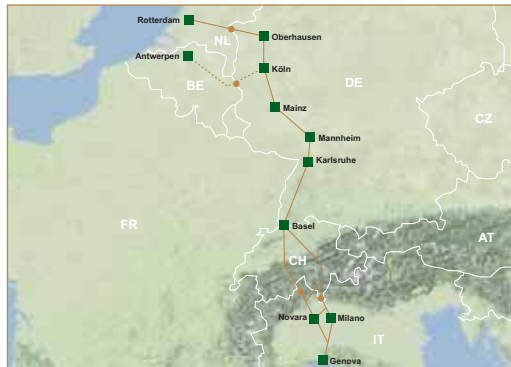 Rotterdam
NL
Oberhausen
Antwerpen
Köln
BE
DE
Mainz
CZ
Mannheim
Karlsruhe
FR
Basel
AT
CH
Novara
Milano
IT
Genova